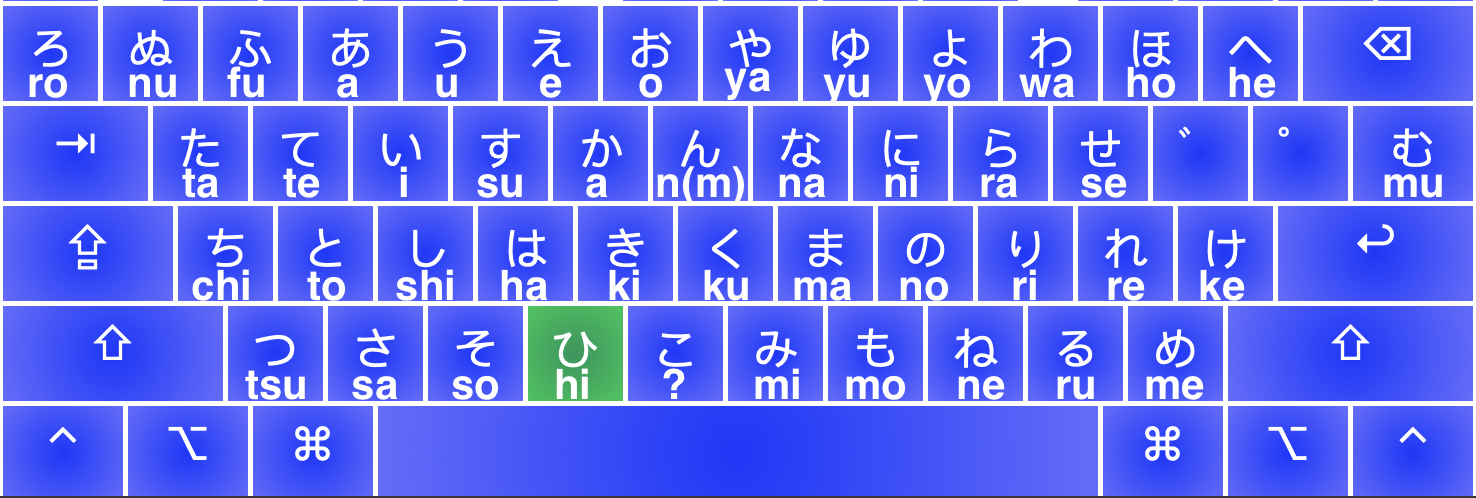 ろ ぬ ふ あ う え お や ゆ よ わ ほ へ
ro nu fu a u e o ya yu yo wa ho he
た て い す か ん な に ら せ ゛ ゜ む
ta te i su a n(m) na ni ra se mu
ち と し は き く ま の り れ け
chi to shi ha ki ku ma no ri re ke
つ さ そ ひ こ み も ね る め
tsu sa so hi ? mi mo ne ru me